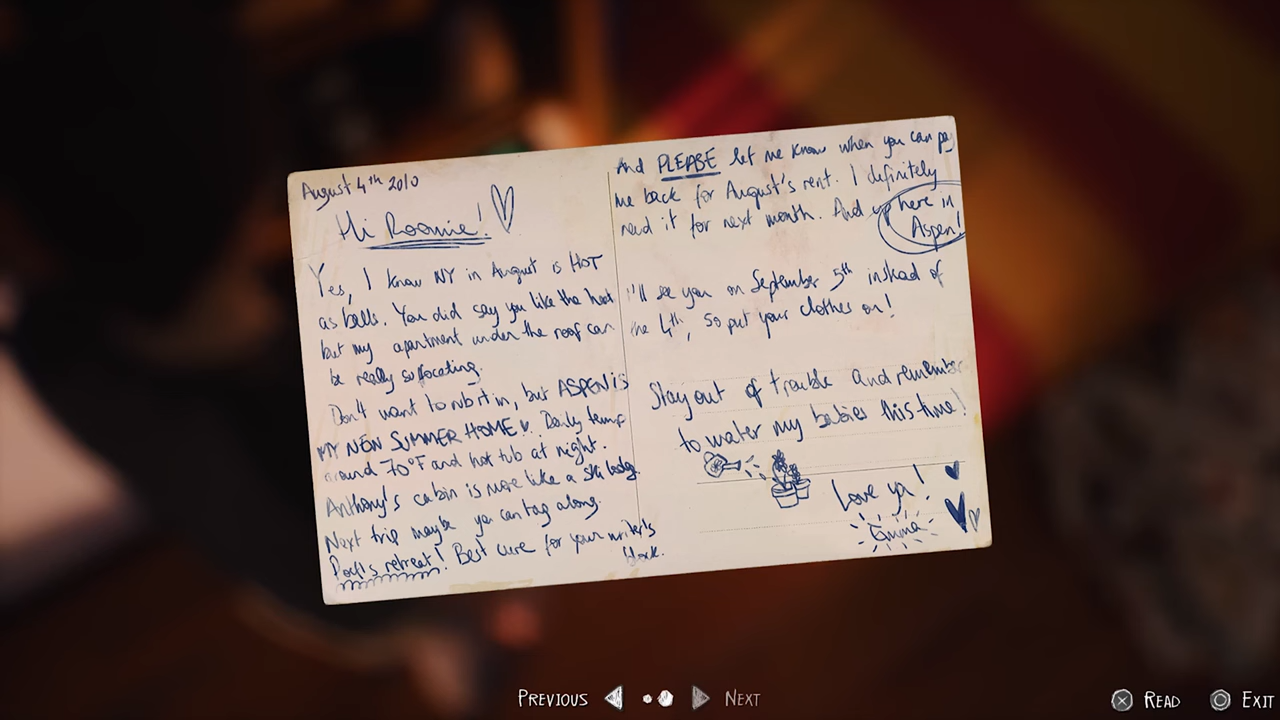 August 4th 2010
Hi Roomie!
Yes, I know NY in August is HOT
as balls. You did say you like the heat
but my apartment under the roof can
be really suffocating.
Don't want to rub it in, but ASPEN IS
MY NEW SUMMER HOME. Daily temp
around 70°F and hot tub at night.
Anthony's cabin is more like a ski lodge.
Next trip maybe you can tag along.
Poet's retreat! Best cure for your writer's
block.
And PLEASE let me know when you can pay
me back for August's rent. I definitely
need it for next month. And up here in
Aspen!
I'll see you on September 5th instead of
the 4th, so put your clothes on!
Stay out of trouble and remember
to water my babies this time!
Love ya!
Emma
PREVIOUS NEXT
READ EXIT